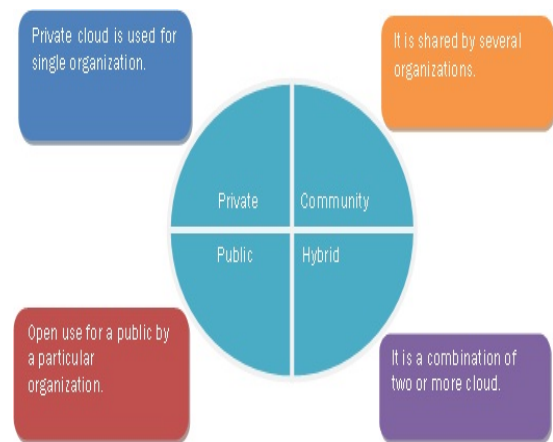 Private cloud is used for
single organization.
It is shared by several
organizations.
Private
Community
Public
Hybrid
Open use for a public by
a particular
organization.
It is a combination of
two or more cloud.